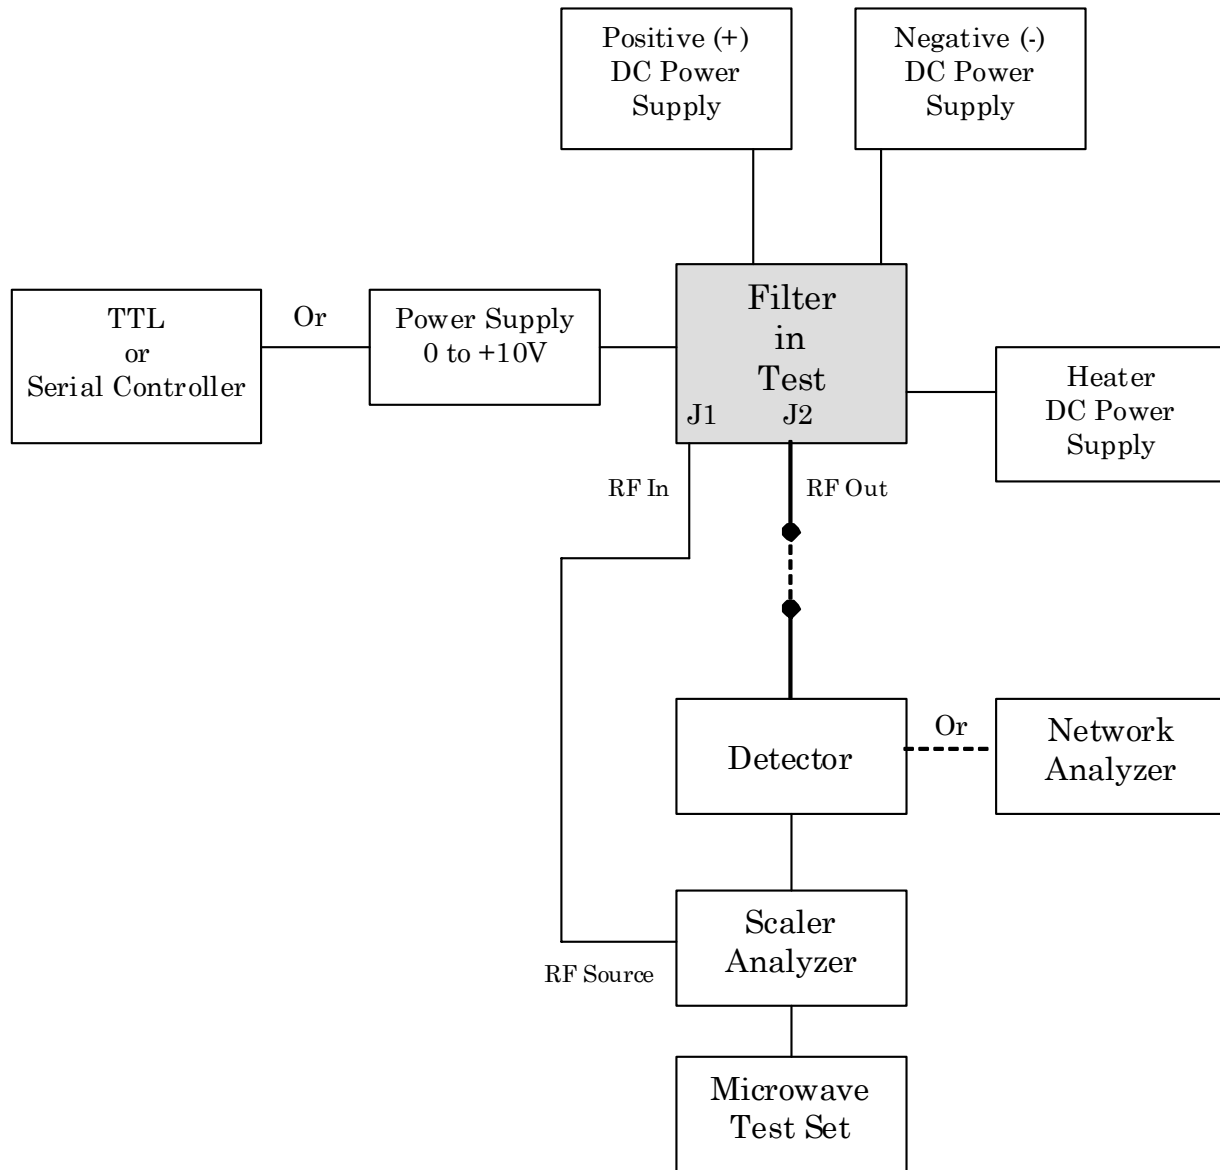 Positive (+)
DC Power
Supply
Negative (-)
DC Power
Supply
TTL
or
Serial Controller
Or
Power Supply
0 to +10V
Filter
in
Test
J1
J2
Heater
DC Power
Supply
RF In
RF Out
Detector
Or
Network
Analyzer
Scaler
Analyzer
RF Source
Microwave
Test Set